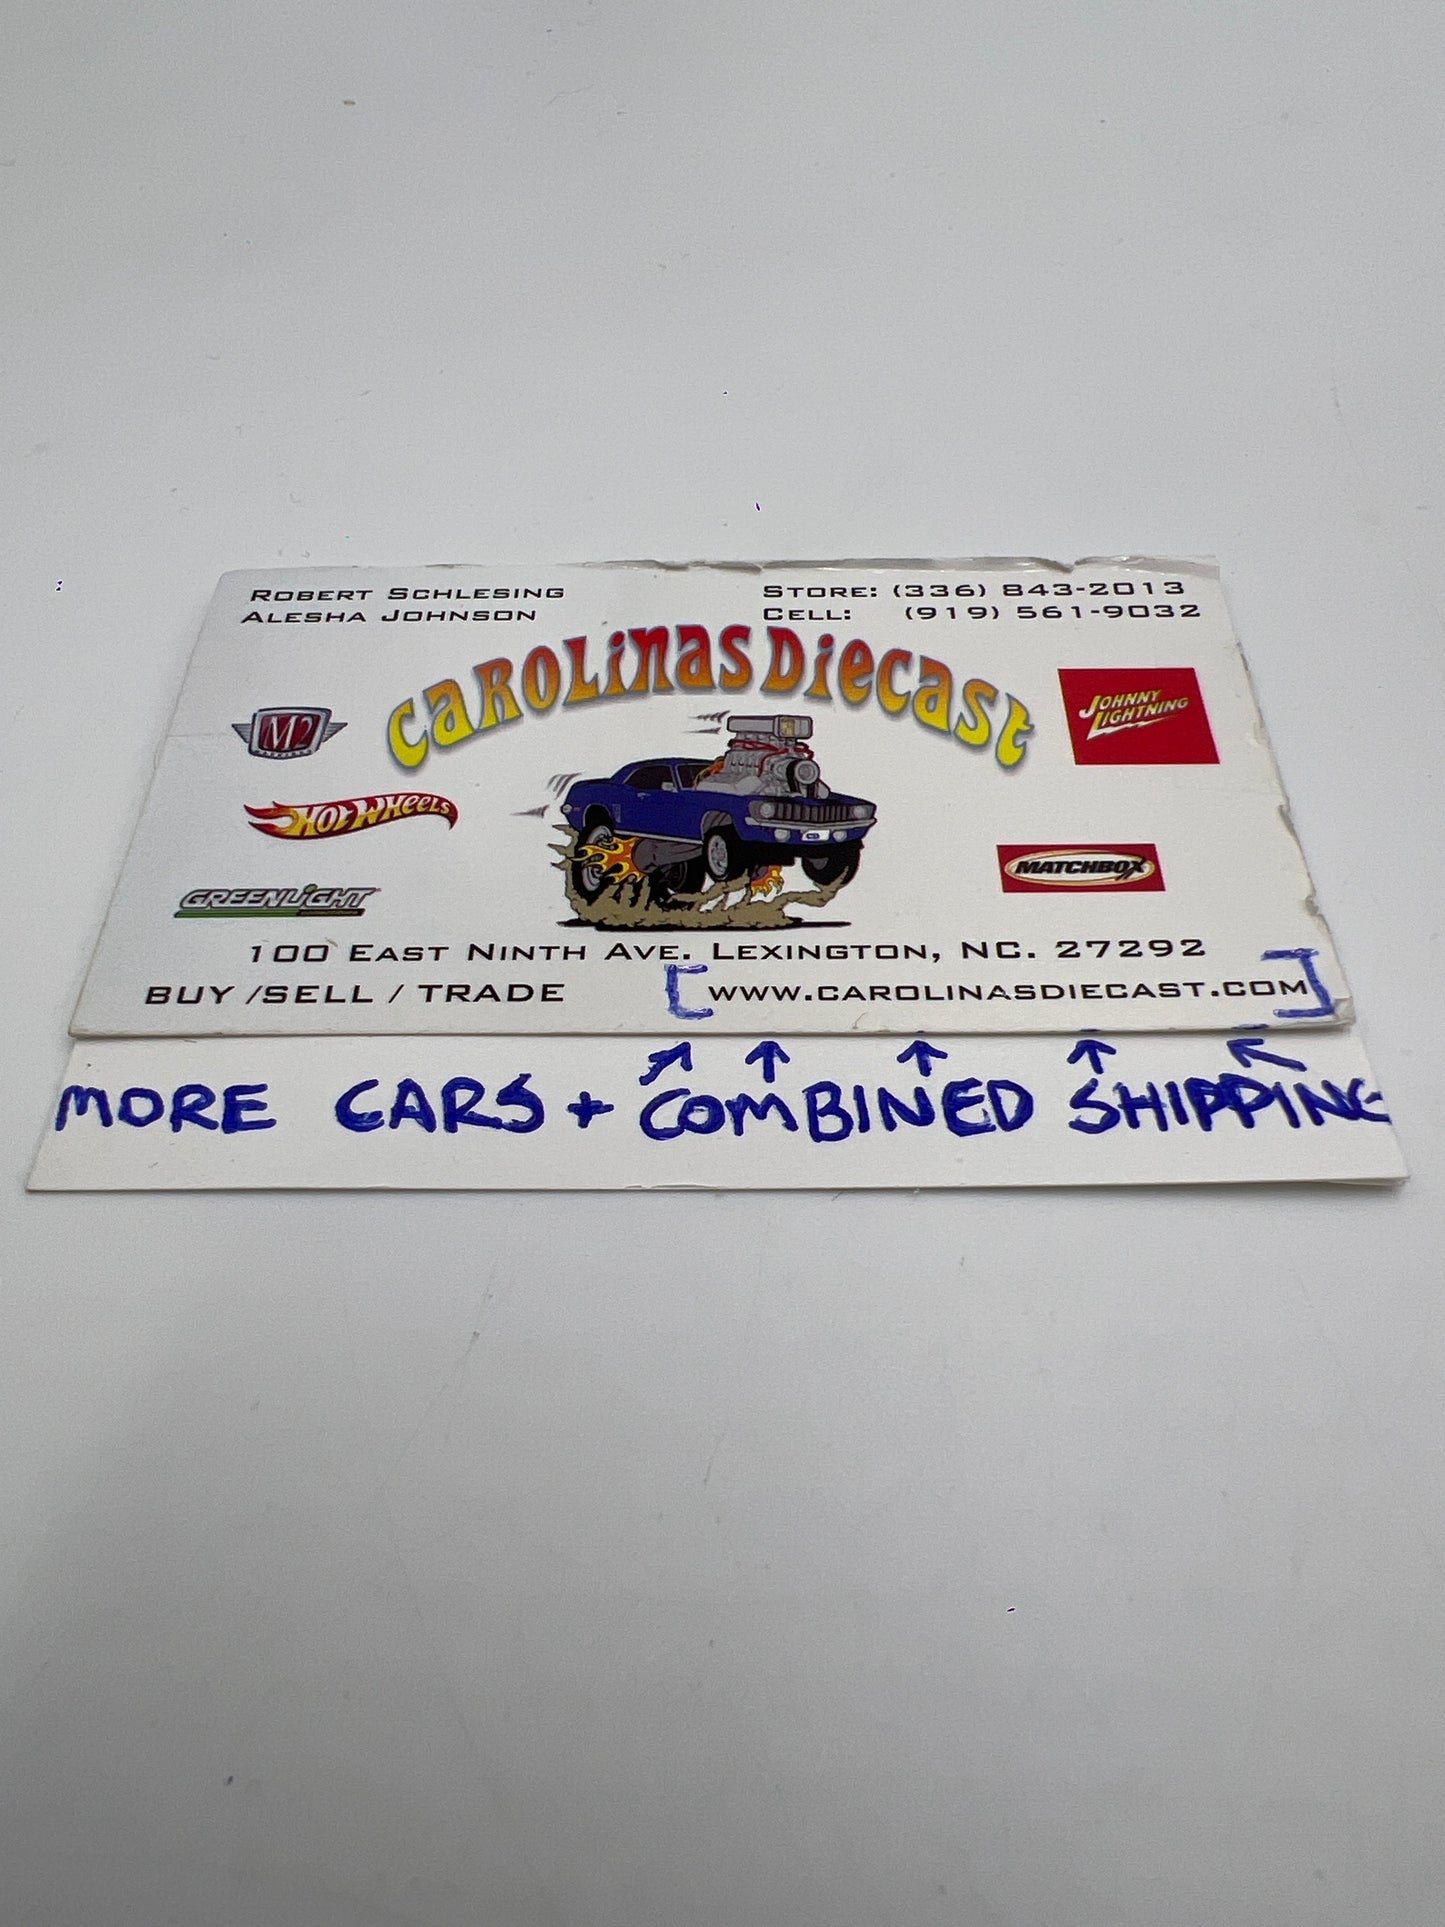 ROBERT SCHLESING
ALESHA JOHNSON
STORE: (336) 843-2013
CELL: (919) 561-9032
CAROLINAS DIECAST
M2
JOHNNY
LIGHTNING
HOT WHEELS
MATCHBOX
GREENLIGHT
100 EAST NINTH AVE. LEXINGTON, NC. 27292
BUY /SELL / TRADE
[WWW.CAROLINASDIECAST.COM]
MORE CARS + COMBINED SHIPPING